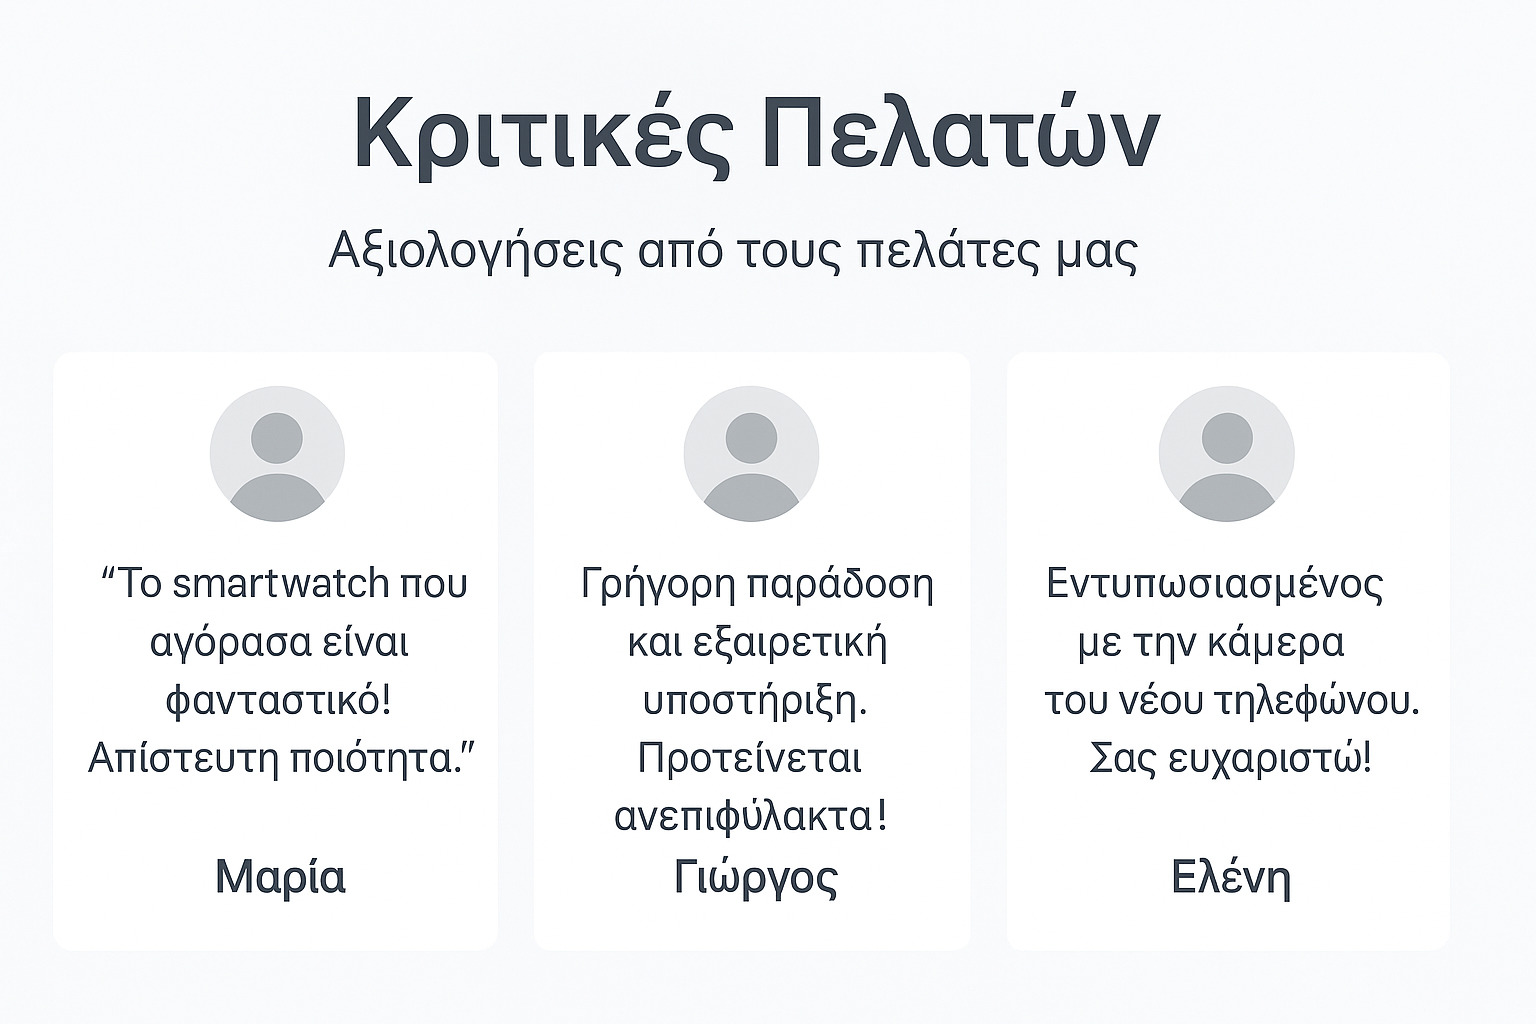 Κριτικές Πελατών
Αξιολογήσεις από τους πελάτες μας
“Το smartwatch που
αγόρασα είναι
φανταστικό!
Απίστευτη ποιότητα.”
Μαρία
Γρήγορη παράδοση
και εξαιρετική
υποστήριξη.
Προτείνεται
ανεπιφύλακτα!
Γιώργος
Εντυπωσιασμένος
με την κάμερα
του νέου τηλεφώνου.
Σας ευχαριστώ!
Ελένη